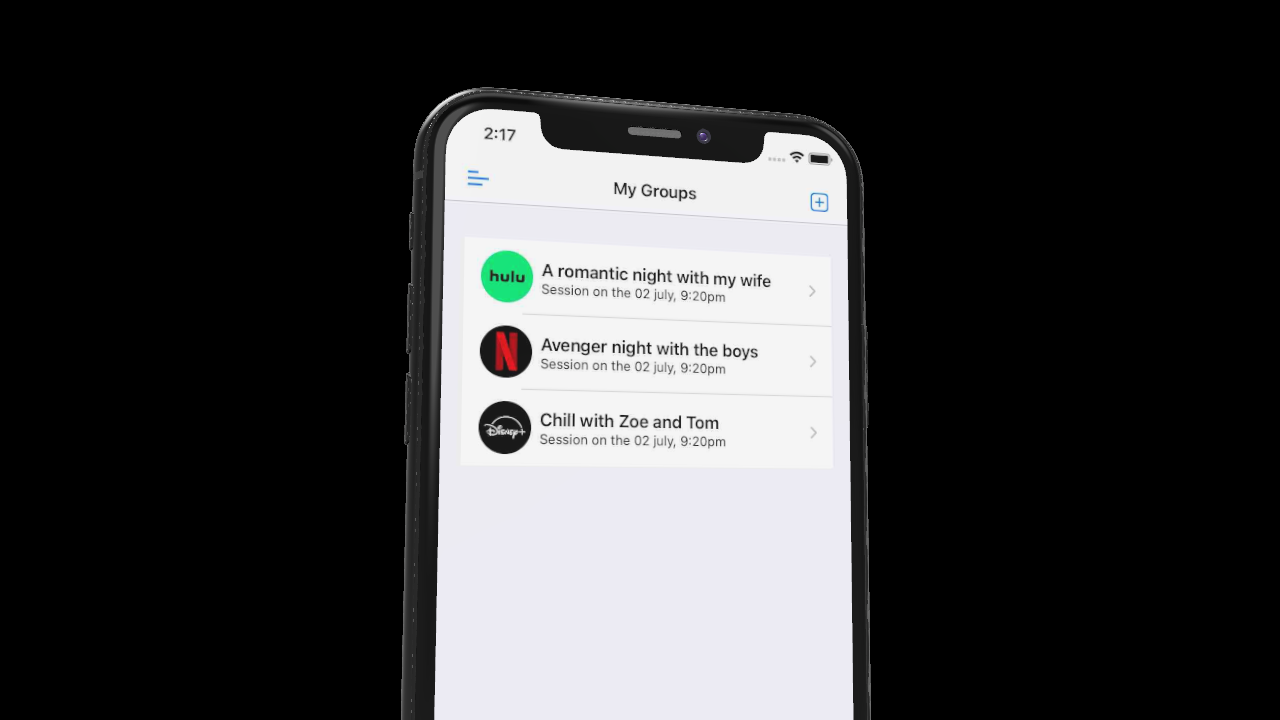 2:17
My Groups
hulu
A romantic night with my wife
Session on the 02 july, 9:20pm
N
Avenger night with the boys
Session on the 02 july, 9:20pm
Disney+
Chill with Zoe and Tom
Session on the 02 july, 9:20pm